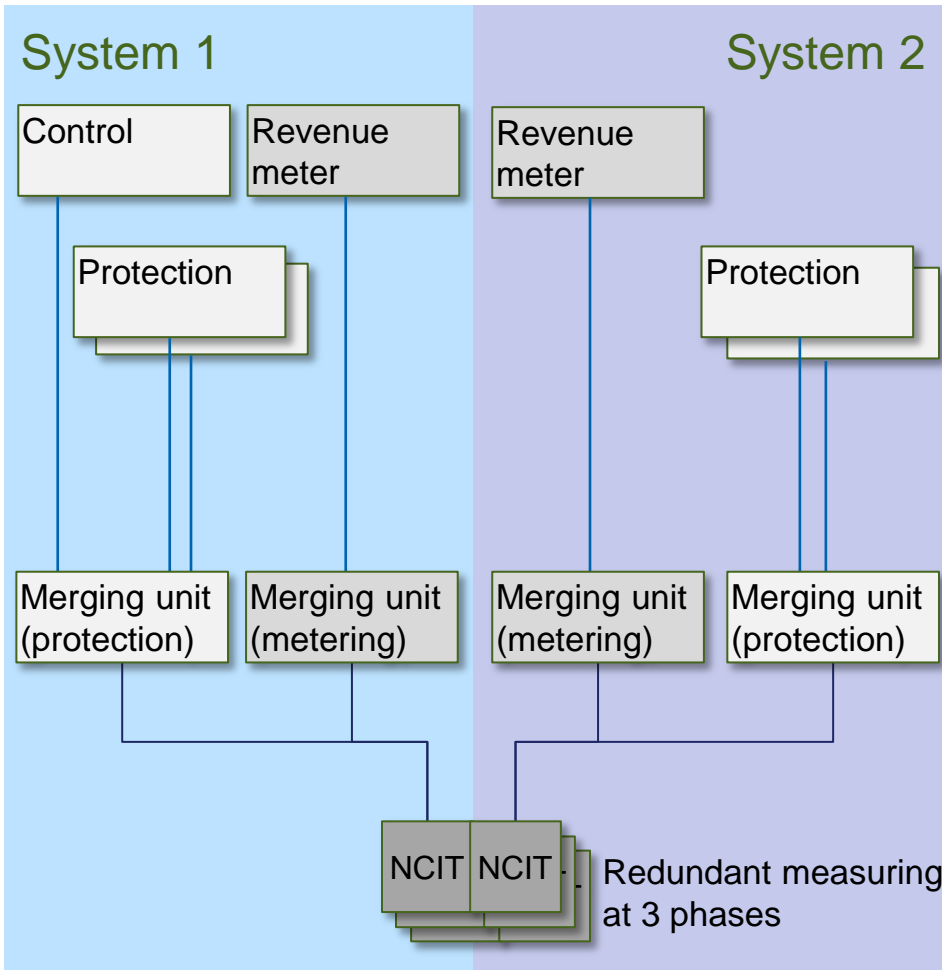 System 1
System 2
Control
Revenue
meter
Revenue
meter
Protection
Protection
Merging unit
(protection)
Merging unit
(metering)
Merging unit
(metering)
Merging unit
(protection)
NCIT
NCIT
Redundant measuring
at 3 phases